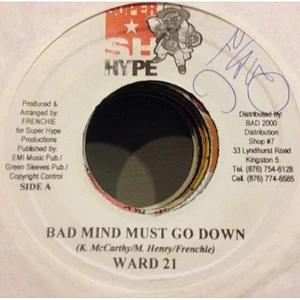 SUPER
SH
HYPE
Produced &
Arranged by:
FRENCHIE
for Super Hype
Productions
Published by:
EMI Music Pub./
Green Sleeves Pub./
Copyright Control
SIDE A
Distributed by:
BAD 2000
Distribution
Shop #7
33 Lyndhurst Road
Kingston 5
Tel: (876) 754-6128
Cell: (876) 774-6585
BAD MIND MUST GO DOWN
(K. McCarthy/M. Henry/Frenchie)
WARD 21